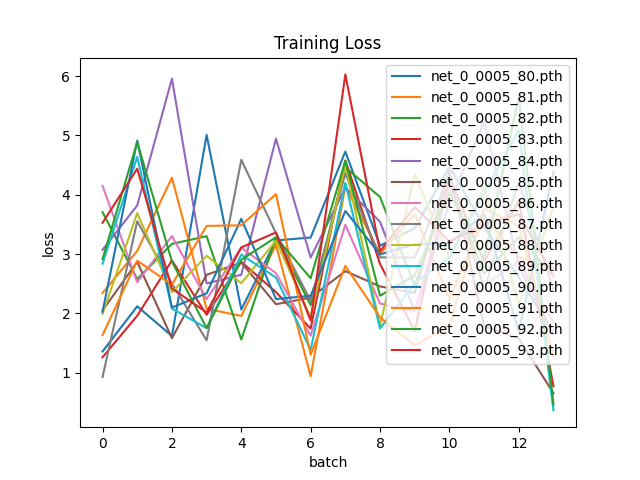 Training Loss
6
5
4
3
2
1
loss
0
2
4
6
8
10
12
batch
net_0_0005_80.pth
net_0_0005_81.pth
net_0_0005_82.pth
net_0_0005_83.pth
net_0_0005_84.pth
net_0_0005_85.pth
net_0_0005_86.pth
net_0_0005_87.pth
net_0_0005_88.pth
net_0_0005_89.pth
net_0_0005_90.pth
net_0_0005_91.pth
net_0_0005_92.pth
net_0_0005_93.pth